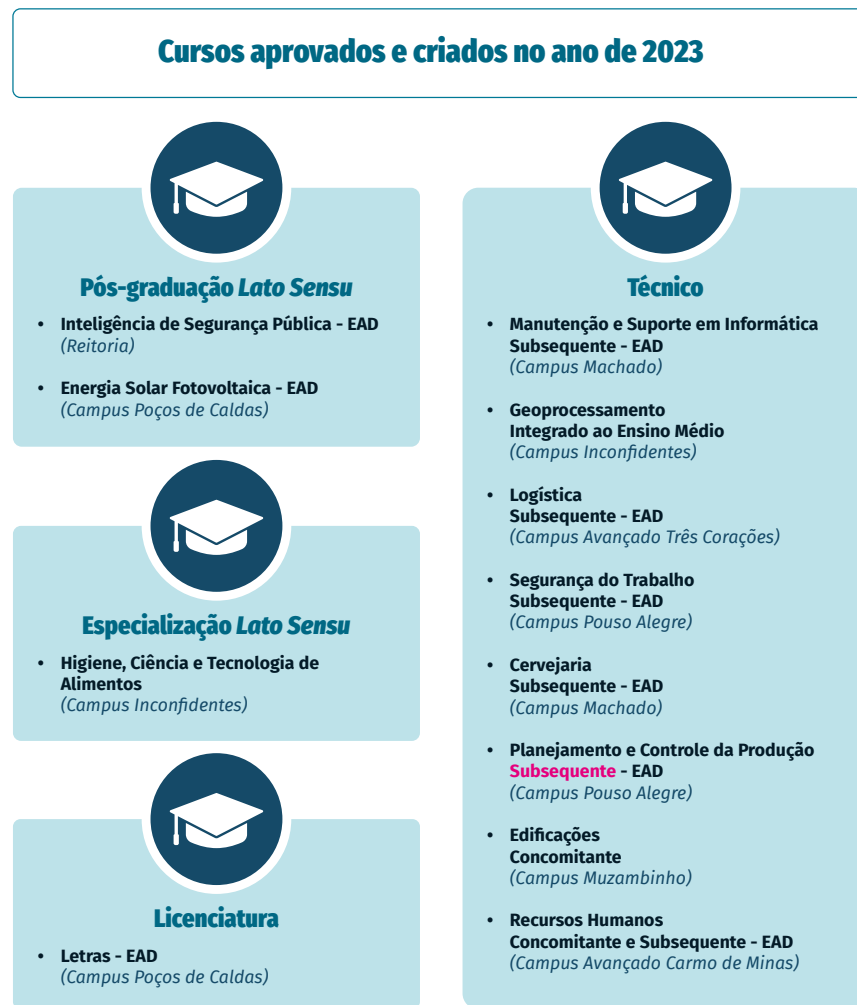 Cursos aprovados e criados no ano de 2023
Pós-graduação Lato Sensu
• Inteligência de Segurança Pública - EAD
(Reitoria)
• Energia Solar Fotovoltaica - EAD
(Campus Poços de Caldas)
Especialização Lato Sensu
• Higiene, Ciência e Tecnologia de
Alimentos
(Campus Inconfidentes)
Licenciatura
• Letras - EAD
(Campus Poços de Caldas)
Técnico
• Manutenção e Suporte em Informática
Subsequente - EAD
(Campus Machado)
• Geoprocessamento
Integrado ao Ensino Médio
(Campus Inconfidentes)
• Logística
Subsequente - EAD
(Campus Avançado Três Corações)
• Segurança do Trabalho
Subsequente - EAD
(Campus Pouso Alegre)
• Cervejaria
Subsequente - EAD
(Campus Machado)
• Planejamento e Controle da Produção
Subsequente - EAD
(Campus Pouso Alegre)
• Edificações
Concomitante
(Campus Muzambinho)
• Recursos Humanos
Concomitante e Subsequente - EAD
(Campus Avançado Carmo de Minas)